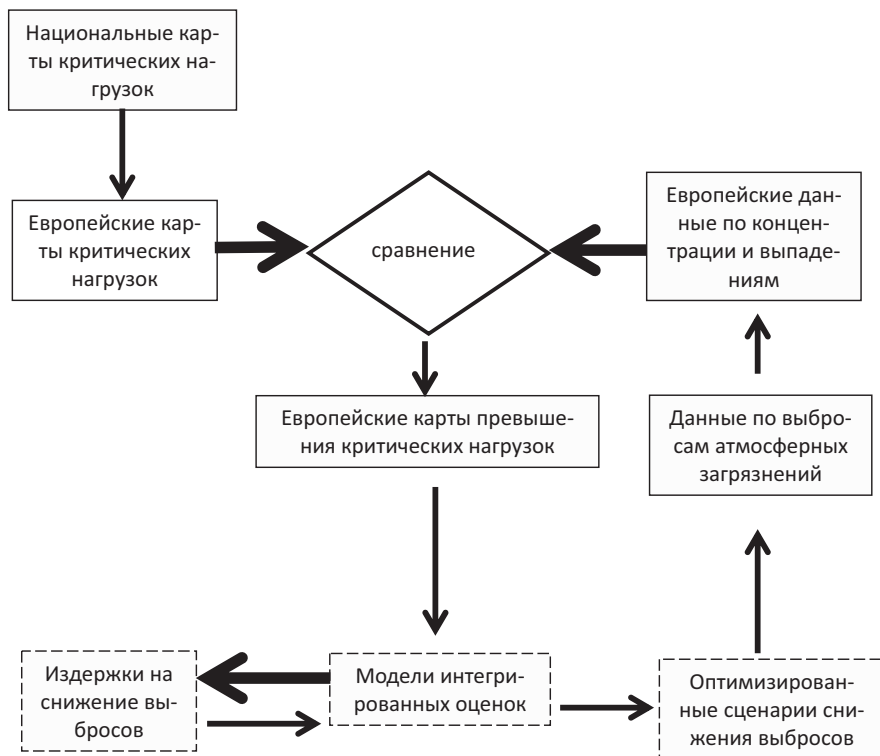 Национальные кар-
ты критических на-
грузок
Европейские кар-
ты критических
нагрузок
сравнение
Европейские дан-
ные по концен-
трации и выпаде-
ниям
Европейские карты превыше-
ния критических нагрузок
Данные по выбро-
сам атмосферных
загрязнений
Издержки на
снижение вы-
бросов
Модели интегри-
рованных оценок
Оптимизирован-
ные сценарии сни-
жения выбросов